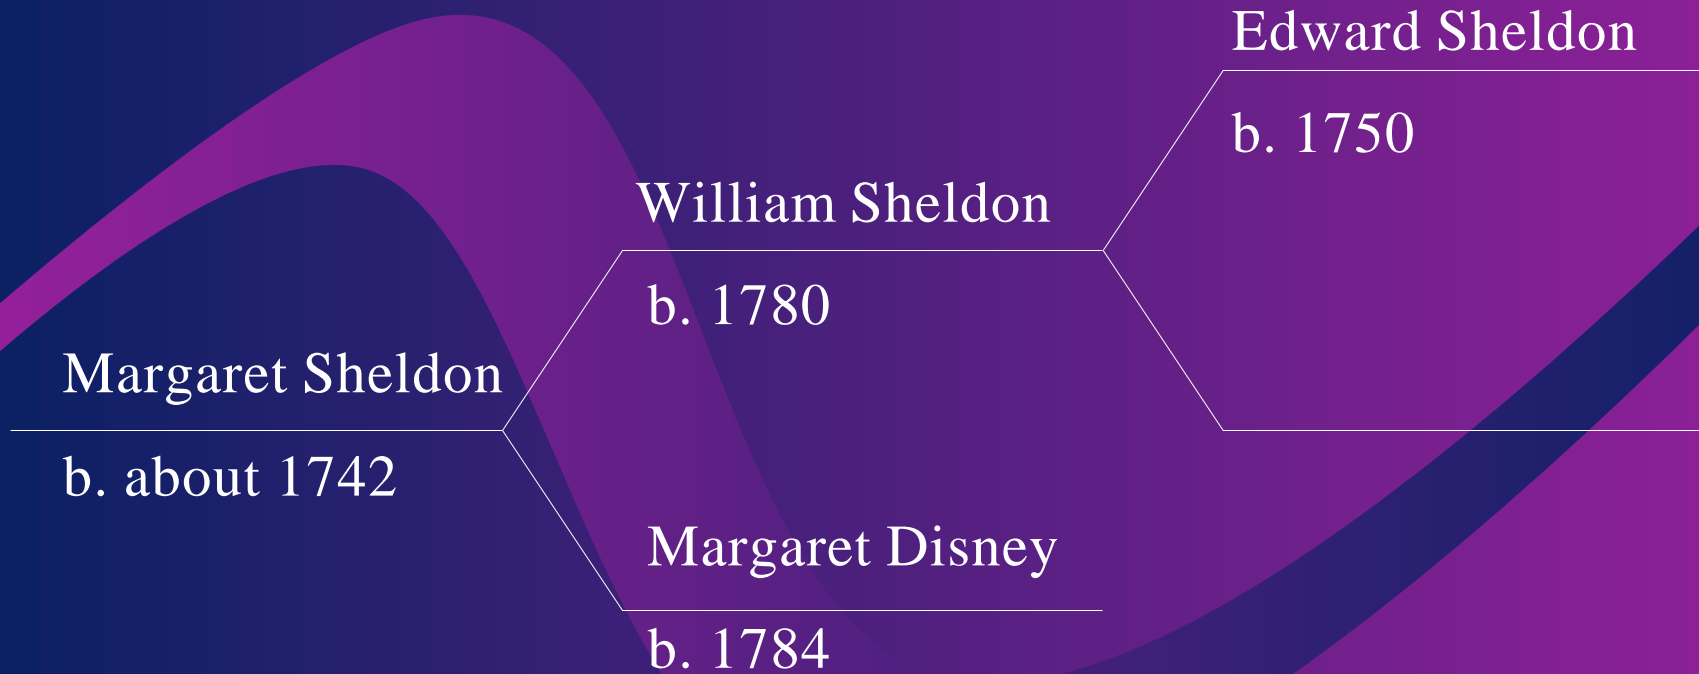 Edward Sheldon
b. 1750
William Sheldon
b. 1780
Margaret Sheldon
b. about 1742
Margaret Disney
b. 1784